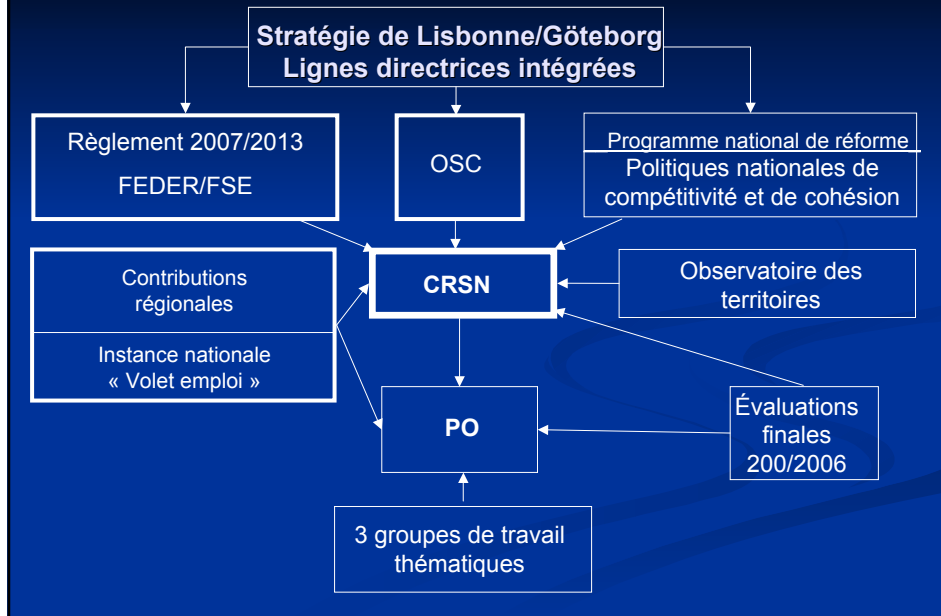 Stratégie de Lisbonne/Göteborg
Lignes directrices intégrées
Règlement 2007/2013
FEDER/FSE
OSC
Programme national de réforme
Politiques nationales de
compétitivité et de cohésion
Contributions
régionales
Instance nationale
« Volet emploi »
CRSN
Observatoire des
territoires
PO
Évaluations
finales
200/2006
3 groupes de travail
thématiques